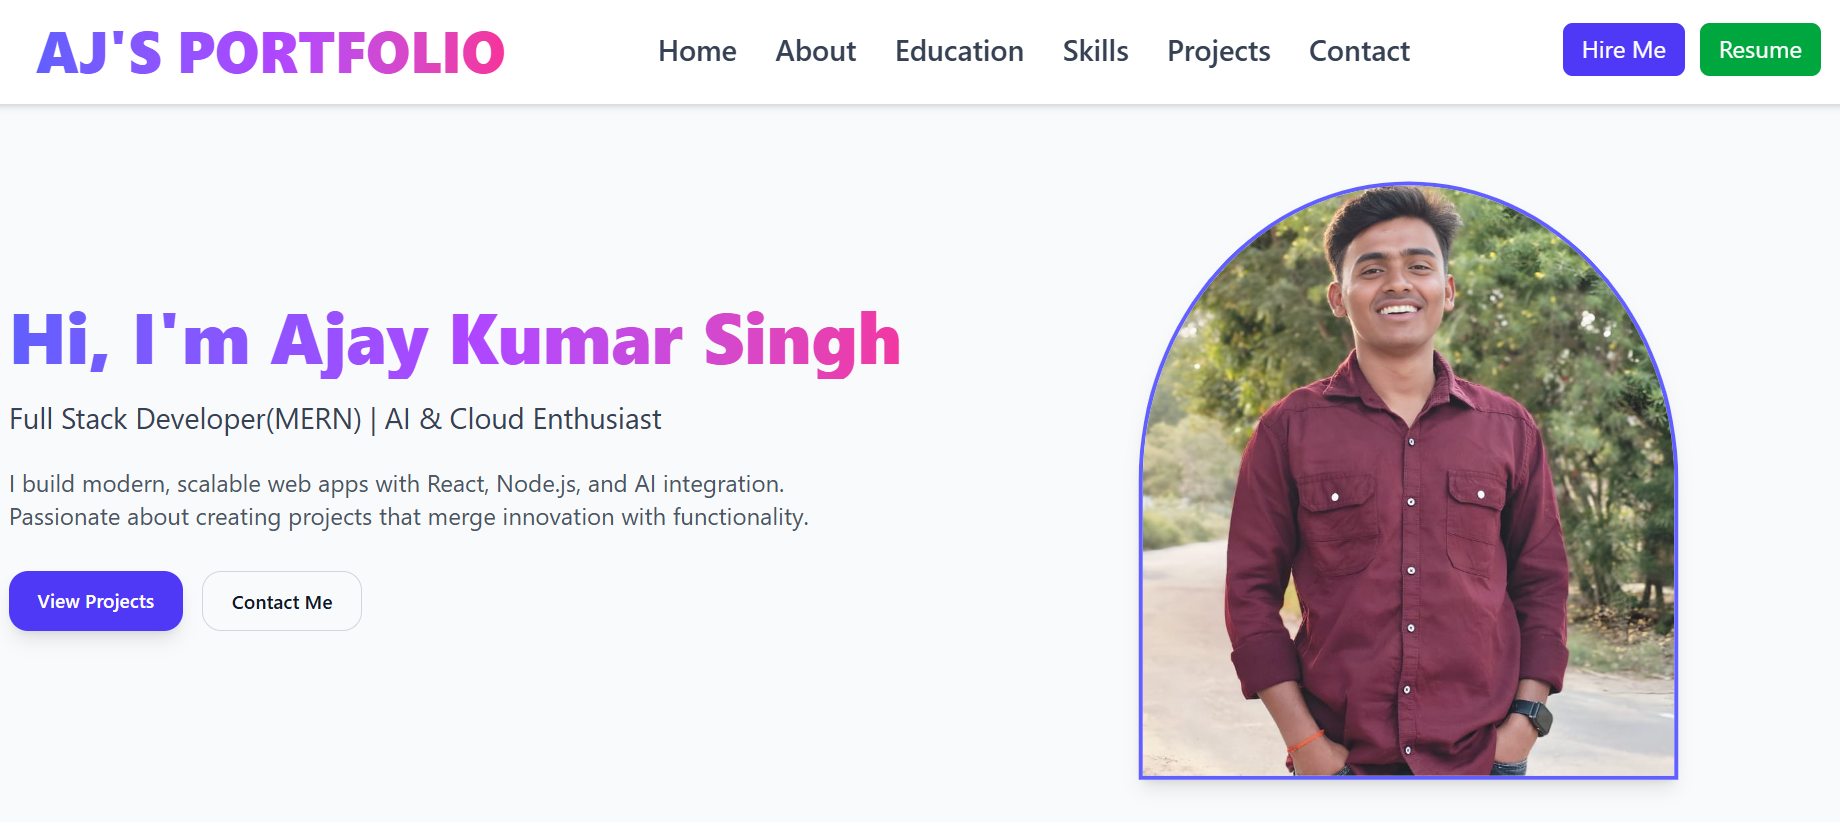 AJ'S PORTFOLIO
Home About Education Skills Projects Contact
Hire Me Resume
Hi, I'm Ajay Kumar Singh
Full Stack Developer(MERN) | AI & Cloud Enthusiast
I build modern, scalable web apps with React, Node.js, and AI integration.
Passionate about creating projects that merge innovation with functionality.
View Projects Contact Me